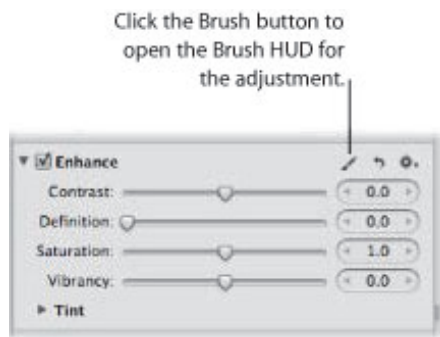 Click the Brush button to
open the Brush HUD for
the adjustment.
Enhance
Contrast: 0.0
Definition: 0.0
Saturation: 1.0
Vibrancy: 0.0
Tint